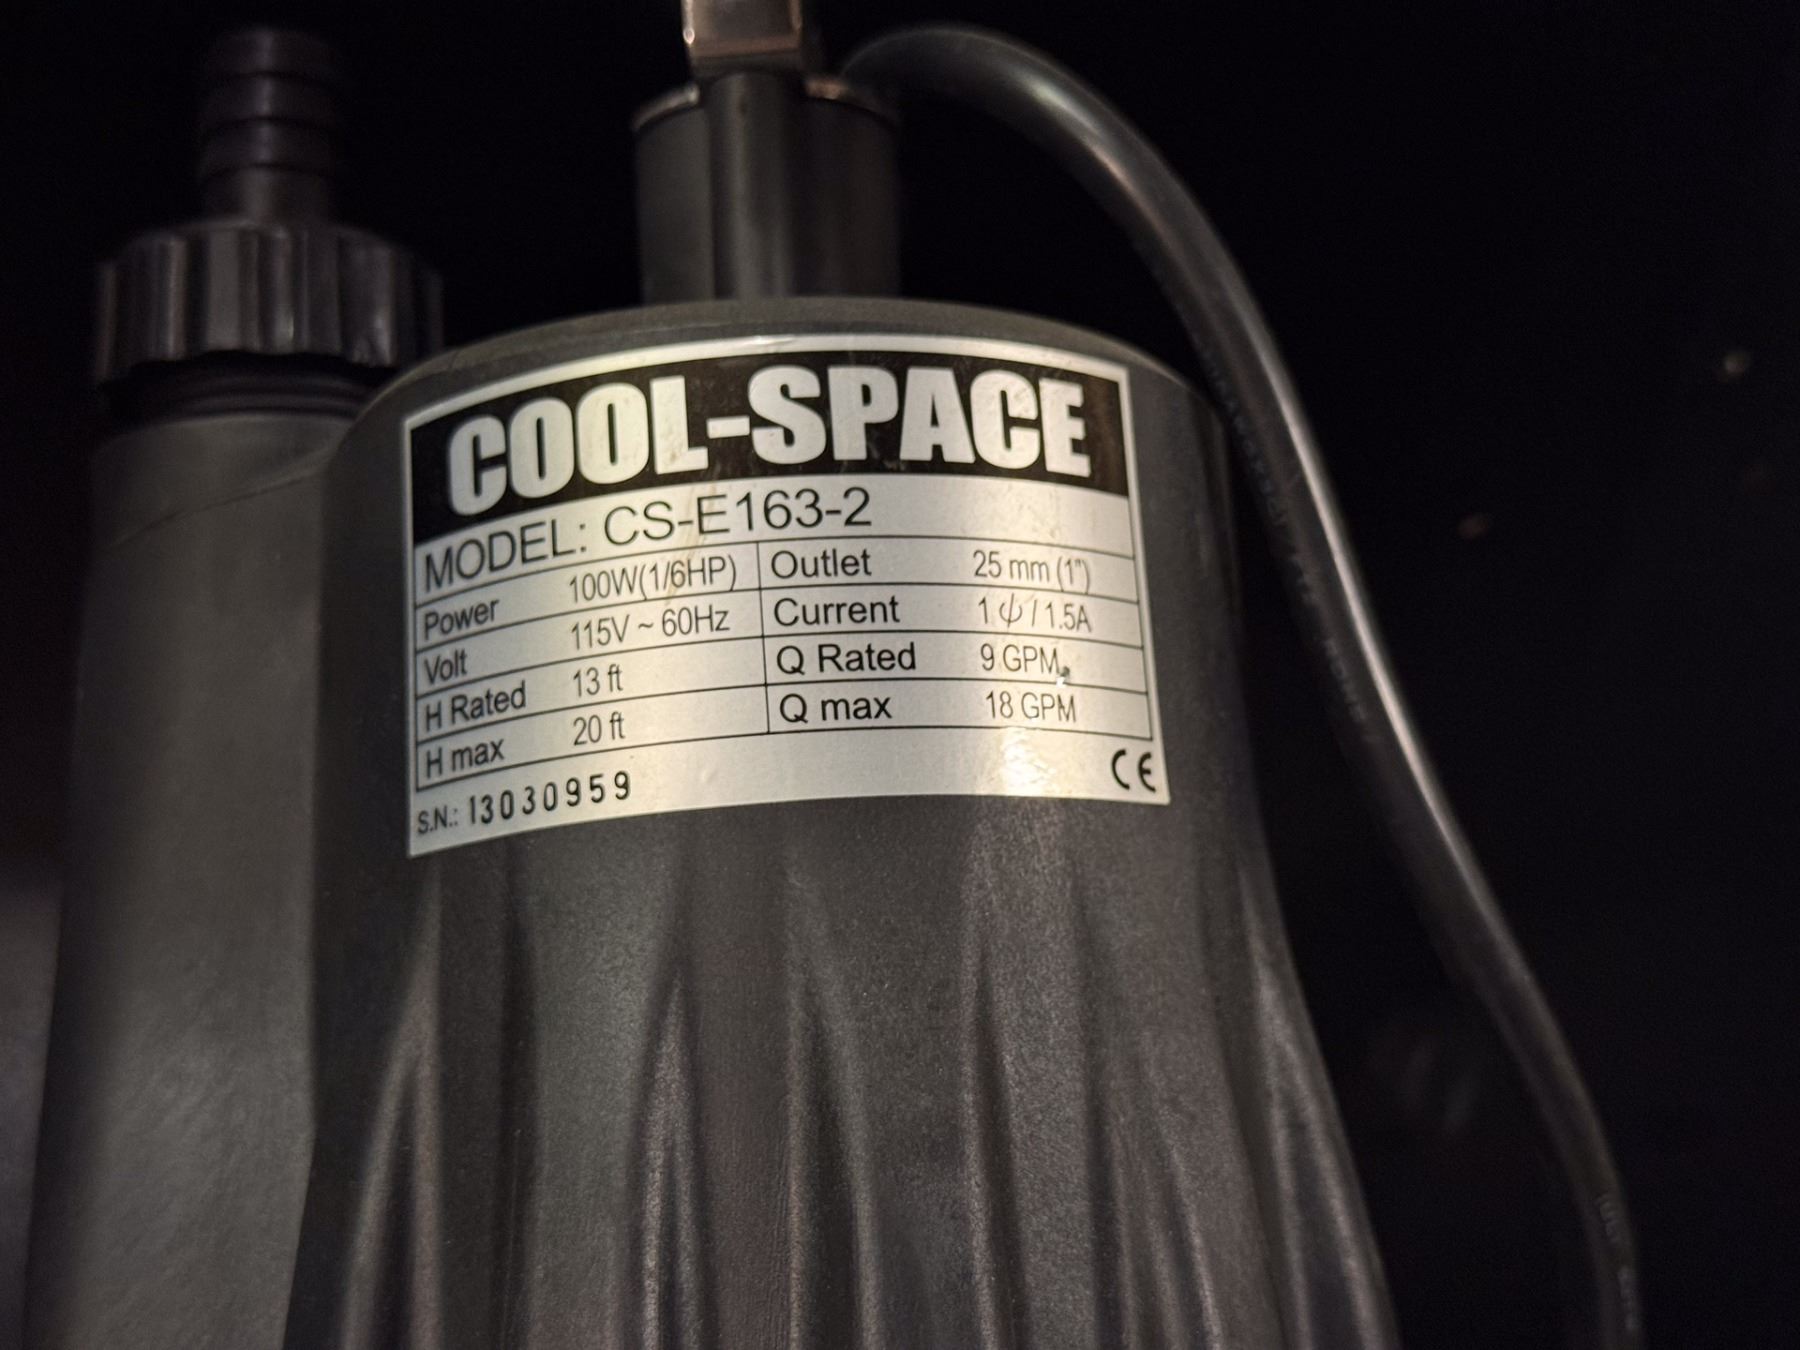 COOL-SPACE
MODEL: CS-E163-2
Power 100W(1/6HP) Outlet 25 mm (1")
Volt 115V ~ 60Hz Current 1 ψ / 1.5A
H Rated 13 ft Q Rated 9 GPM
H max 20 ft Q max 18 GPM
S.N.: 13030959 CE